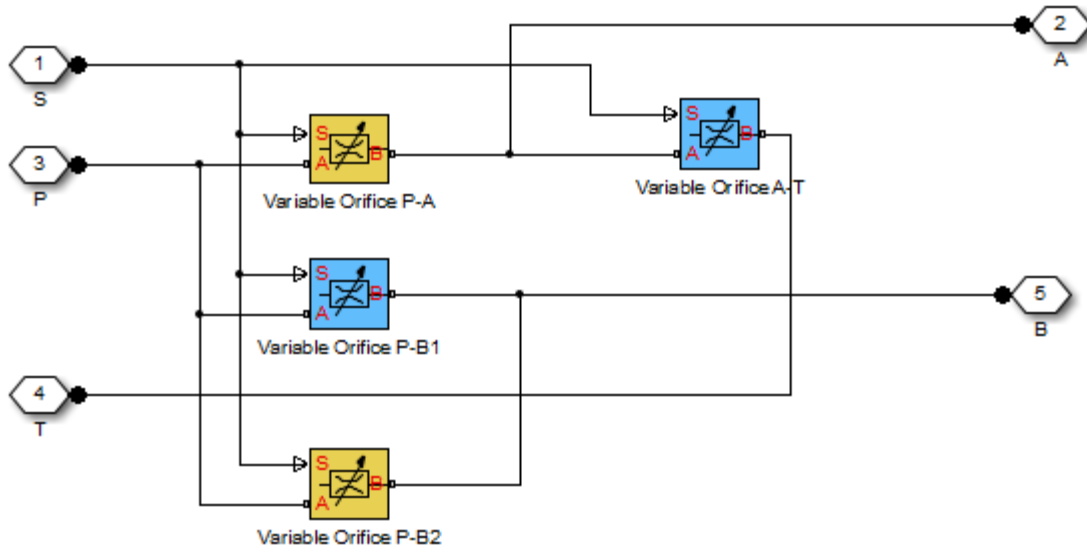 2
A
1
S
S
A
B
Variable Orifice P-A
S
A
B
Variable Orifice A-T
3
P
S
A
B
Variable Orifice P-B1
5
B
4
T
S
A
B
Variable Orifice P-B2